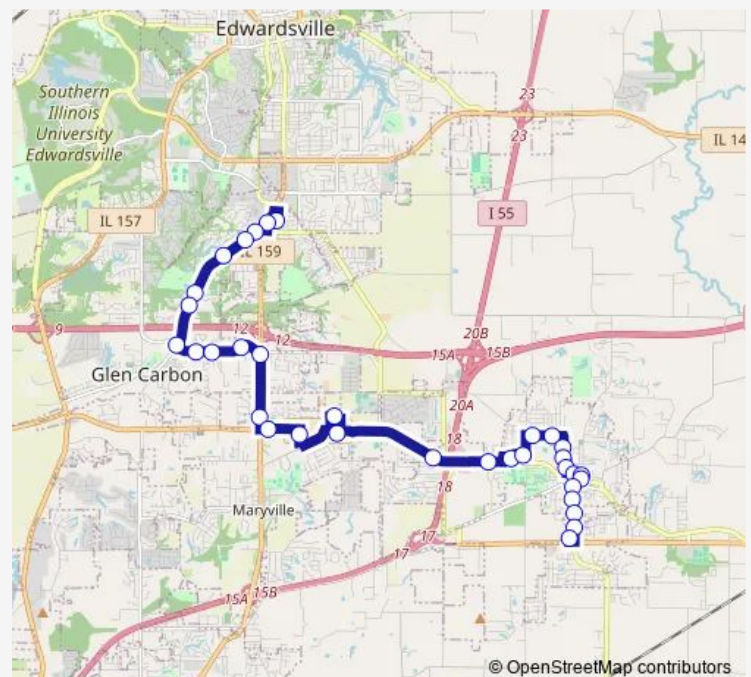 Edwardsville
Southern
Illinois
University
Edwardsville
23
23
IL 14
IL 157
I 55
IL 159
9
12
12
20B
15A
15B
Glen Carbon
20A
18
18
Maryville
17
17
15A 15B
© OpenStreetMap contributors